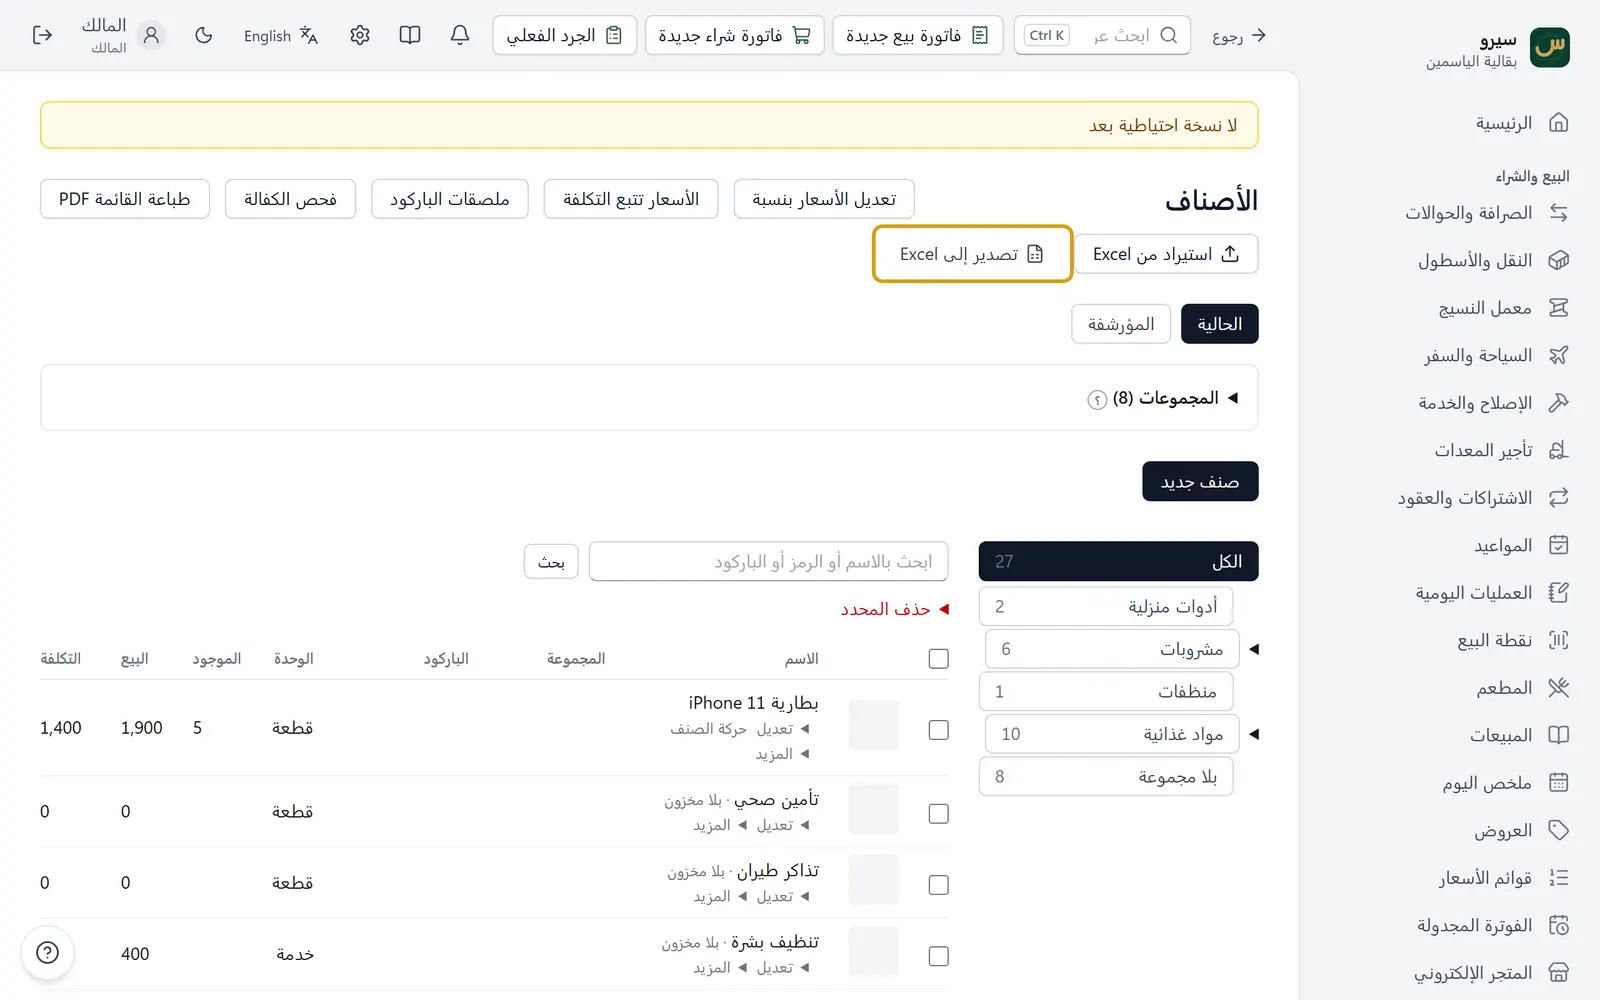 سيرو
بقالية الياسمين
الرئيسية
البيع والشراء
الصرافة والحوالات
النقل والأسطول
معمل النسيج
السياحة والسفر
الإصلاح والخدمة
تأجير المعدات
الاشتراكات والعقود
المواعيد
العمليات اليومية
نقطة البيع
المطعم
المبيعات
ملخص اليوم
العروض
قوائم الأسعار
الفوترة المجدولة
المتجر الإلكتروني
رجوع
ابحث عن Ctrl K
فاتورة بيع جديدة
فاتورة شراء جديدة
الجرد الفعلي
English
المالك
المالك
لا نسخة احتياطية بعد
الأصناف
تعديل الأسعار بنسبة
الأسعار تتبع التكلفة
ملصقات الباركود
فحص الكفالة
طباعة القائمة PDF
استيراد من Excel
تصدير إلى Excel
الحالية
المؤرشفة
المجموعات (8) ؟
صنف جديد
الكل 27
أدوات منزلية 2
مشروبات 6
منظفات 1
مواد غذائية 10
بلا مجموعة 8
ابحث بالاسم أو الرمز أو الباركود
بحث
حذف المحدد
الاسم المجموعة الباركود الوحدة الموجود البيع التكلفة
بطارية iPhone 11
تعديل حركة الصنف
المزيد
قطعة 5 1,900 1,400
تأمين صحي · بلا مخزون
تعديل المزيد
قطعة 0 0
تذاكر طيران · بلا مخزون
تعديل المزيد
قطعة 0 0
تنظيف بشرة · بلا مخزون
تعديل المزيد
خدمة 400